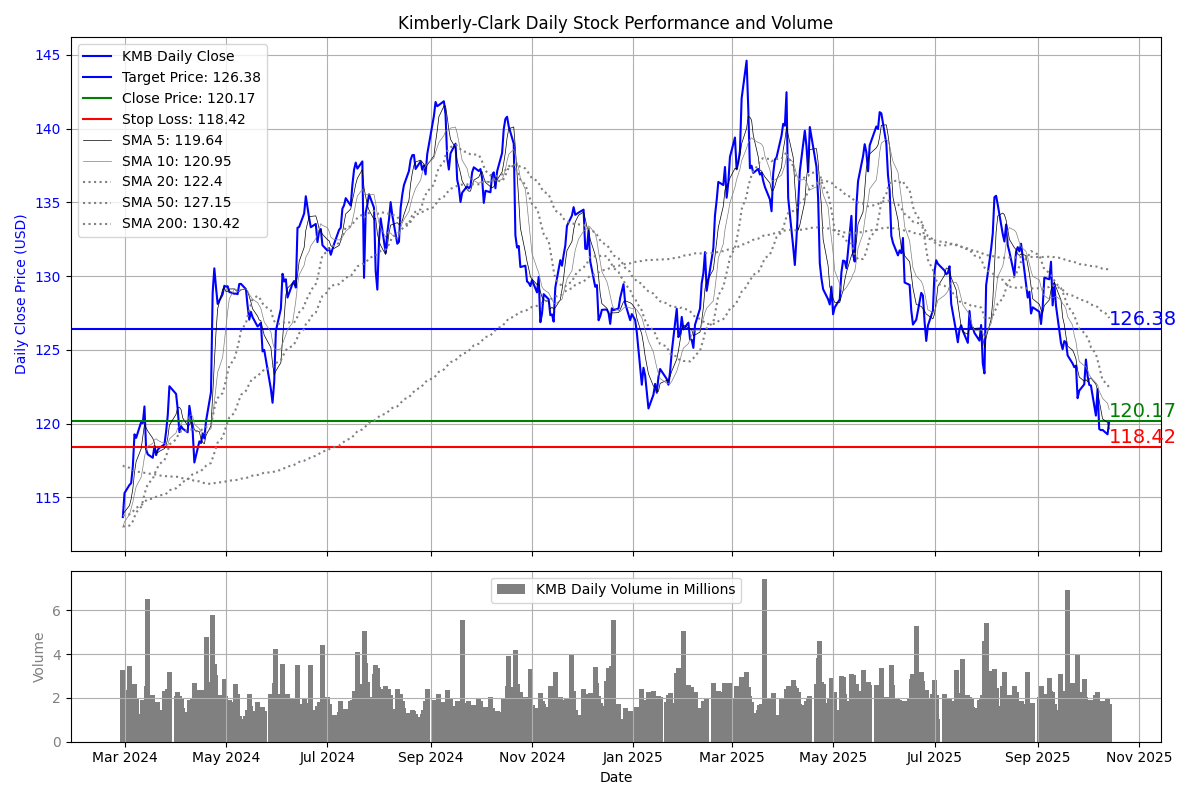 Kimberly-Clark Daily Stock Performance and Volume
KMB Daily Close
Target Price: 126.38
Close Price: 120.17
Stop Loss: 118.42
SMA 5: 119.64
SMA 10: 120.95
SMA 20: 122.4
SMA 50: 127.15
SMA 200: 130.42
Daily Close Price (USD)
145
140
135
130
125
120
115
126.38
120.17
118.42
KMB Daily Volume in Millions
Volume
6
4
2
0
Mar 2024 May 2024 Jul 2024 Sep 2024 Nov 2024 Jan 2025 Mar 2025 May 2025 Jul 2025 Sep 2025 Nov 2025
Date